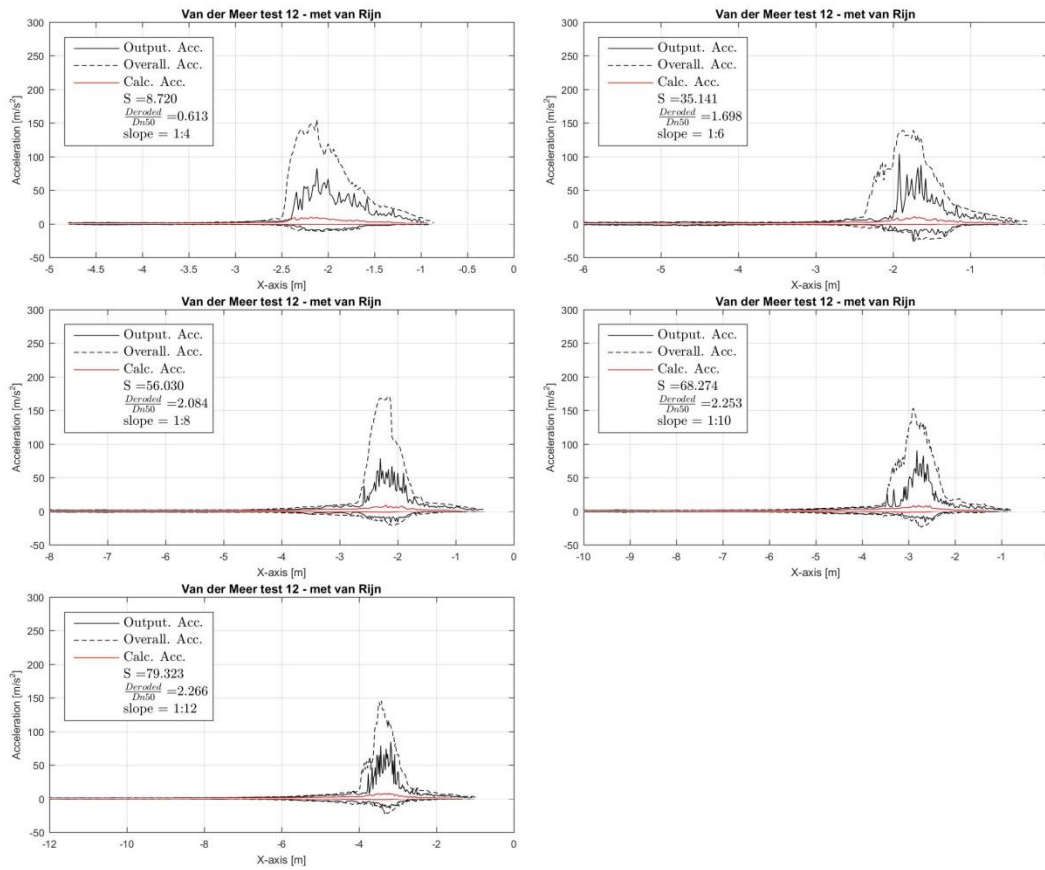 Van der Meer test 12 - met van Rijn
Acceleration [m/s²]
300
250
200
150
100
50
0
-50
Output. Acc.
Overall. Acc.
Calc. Acc.
S =8.720
Deroded/Dn50 =0.613
slope = 1:4
-5 -4.5 -4 -3.5 -3 -2.5 -2 -1.5 -1 -0.5 0
X-axis [m]
Van der Meer test 12 - met van Rijn
Acceleration [m/s²]
300
250
200
150
100
50
0
-50
Output. Acc.
Overall. Acc.
Calc. Acc.
S =35.141
Deroded/Dn50 =1.698
slope = 1:6
-6 -5 -4 -3 -2 -1
X-axis [m]
Van der Meer test 12 - met van Rijn
Acceleration [m/s²]
300
250
200
150
100
50
0
-50
Output. Acc.
Overall. Acc.
Calc. Acc.
S =56.030
Deroded/Dn50 =2.084
slope = 1:8
-8 -7 -6 -5 -4 -3 -2 -1 0
X-axis [m]
Van der Meer test 12 - met van Rijn
Acceleration [m/s²]
300
250
200
150
100
50
0
-50
Output. Acc.
Overall. Acc.
Calc. Acc.
S =68.274
Deroded/Dn50 =2.253
slope = 1:10
-10 -9 -8 -7 -6 -5 -4 -3 -2 -1
X-axis [m]
Van der Meer test 12 - met van Rijn
Acceleration [m/s²]
300
250
200
150
100
50
0
-50
Output. Acc.
Overall. Acc.
Calc. Acc.
S =79.323
Deroded/Dn50 =2.266
slope = 1:12
-12 -10 -8 -6 -4 -2 0
X-axis [m]